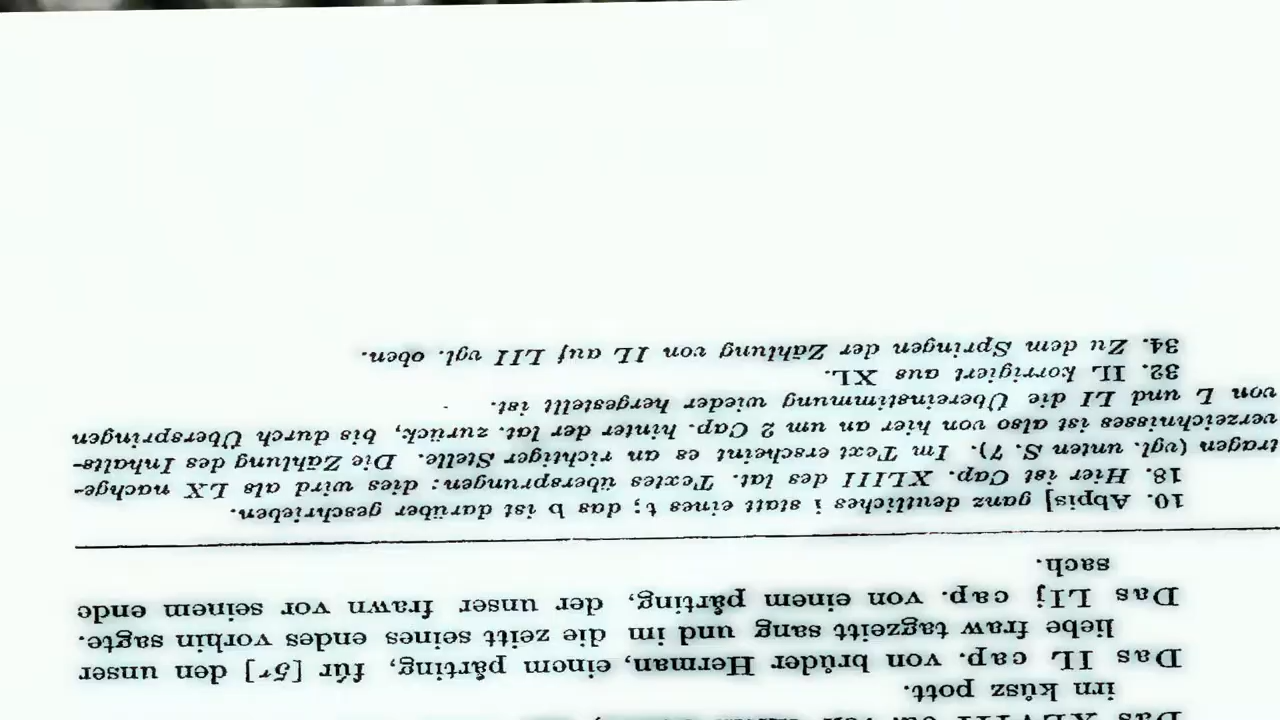 irn kůsz pott.
Das IL cap. von brůder Herman, einem pårting, fúr [5ʳ] den unser
liebe fraw tagzeitt sang und im die zeitt seines endes vorhin sagte.
Das LIj cap. von einem pårting, der unser frawn vor seinem ende
sach.
10. Abpis] ganz deutliches i statt eines t; das b ist darüber geschrieben.
18. Hier ist Cap. XLIII des lat. Textes übersprungen: dies wird als LX nachge-
tragen (vgl. unten S. 7). Im Text erscheint es an richtiger Stelle. Die Zählung des Inhalts-
verzeichnisses ist also von hier an um 2 Cap. hinter der lat. zurück, bis durch Überspringen
von L und LI die Übereinstimmung wieder hergestellt ist.
32. IL korrigiert aus XL.
34. Zu dem Springen der Zählung von IL auf LII vgl. oben.